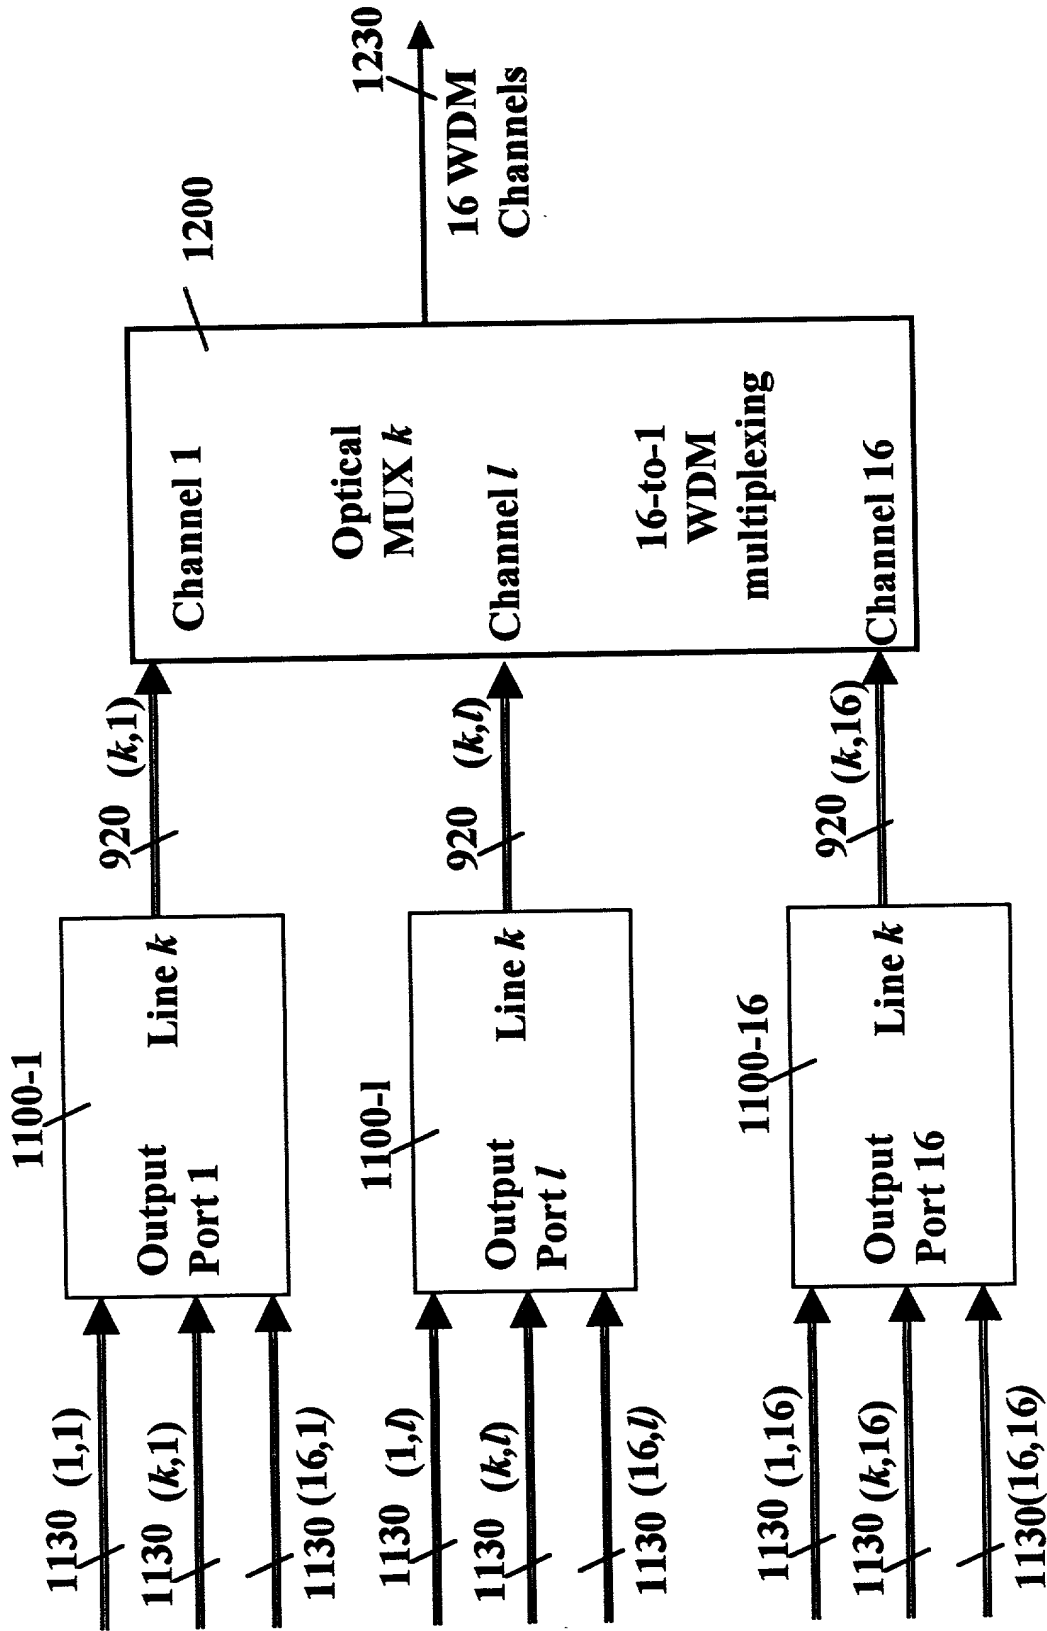 1130 (1,1)
1130 (k,1)
1130 (16,1)
1100-1
Output
Port 1
Line k
920 (k,1)
1130 (1,l)
1130 (k,l)
1130 (16,l)
1100-l
Output
Port l
Line k
920 (k,l)
1130 (1,16)
1130 (k,16)
1130(16,16)
1100-16
Output
Port 16
Line k
920 (k,16)
Channel 1
Optical
MUX k
Channel l
16-to-1
WDM
multiplexing
Channel 16
1200
1230
16 WDM
Channels